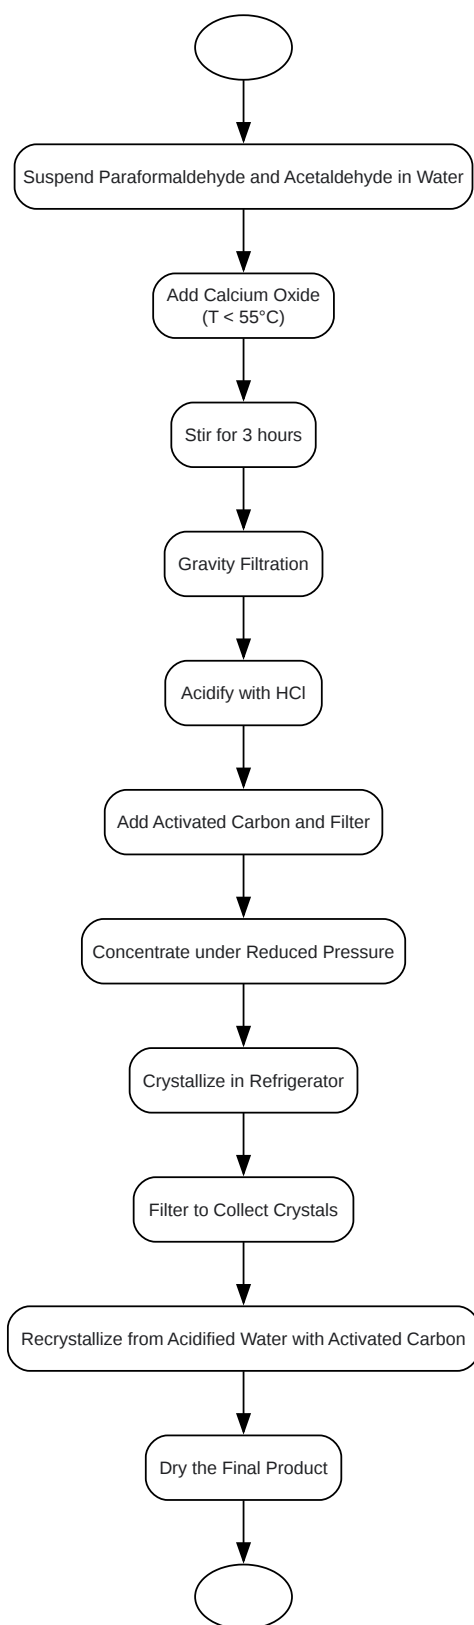 Suspend Paraformaldehyde and Acetaldehyde in Water
Add Calcium Oxide
(T < 55°C)
Stir for 3 hours
Gravity Filtration
Acidify with HCl
Add Activated Carbon and Filter
Concentrate under Reduced Pressure
Crystallize in Refrigerator
Filter to Collect Crystals
Recrystallize from Acidified Water with Activated Carbon
Dry the Final Product